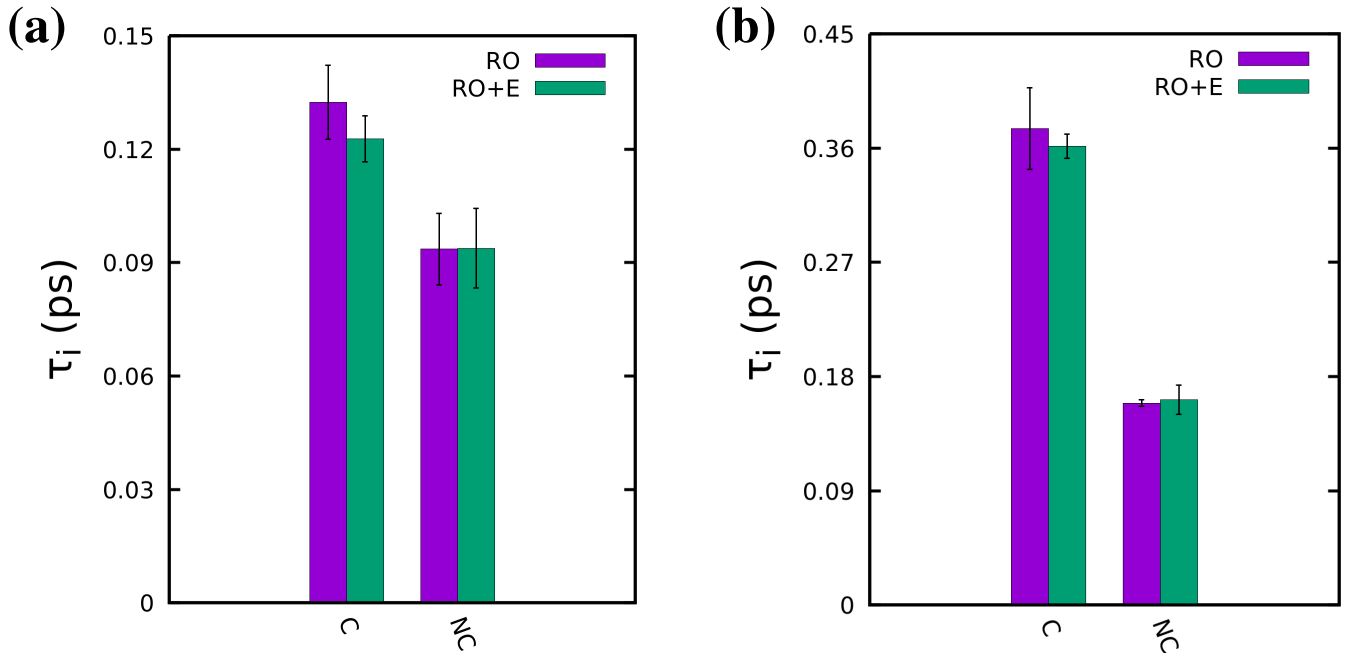 (a)
0.15
0.12
0.09
0.06
0.03
0
τi (ps)
RO
RO+E
C
NC
(b)
0.45
0.36
0.27
0.18
0.09
0
τi (ps)
RO
RO+E
C
NC